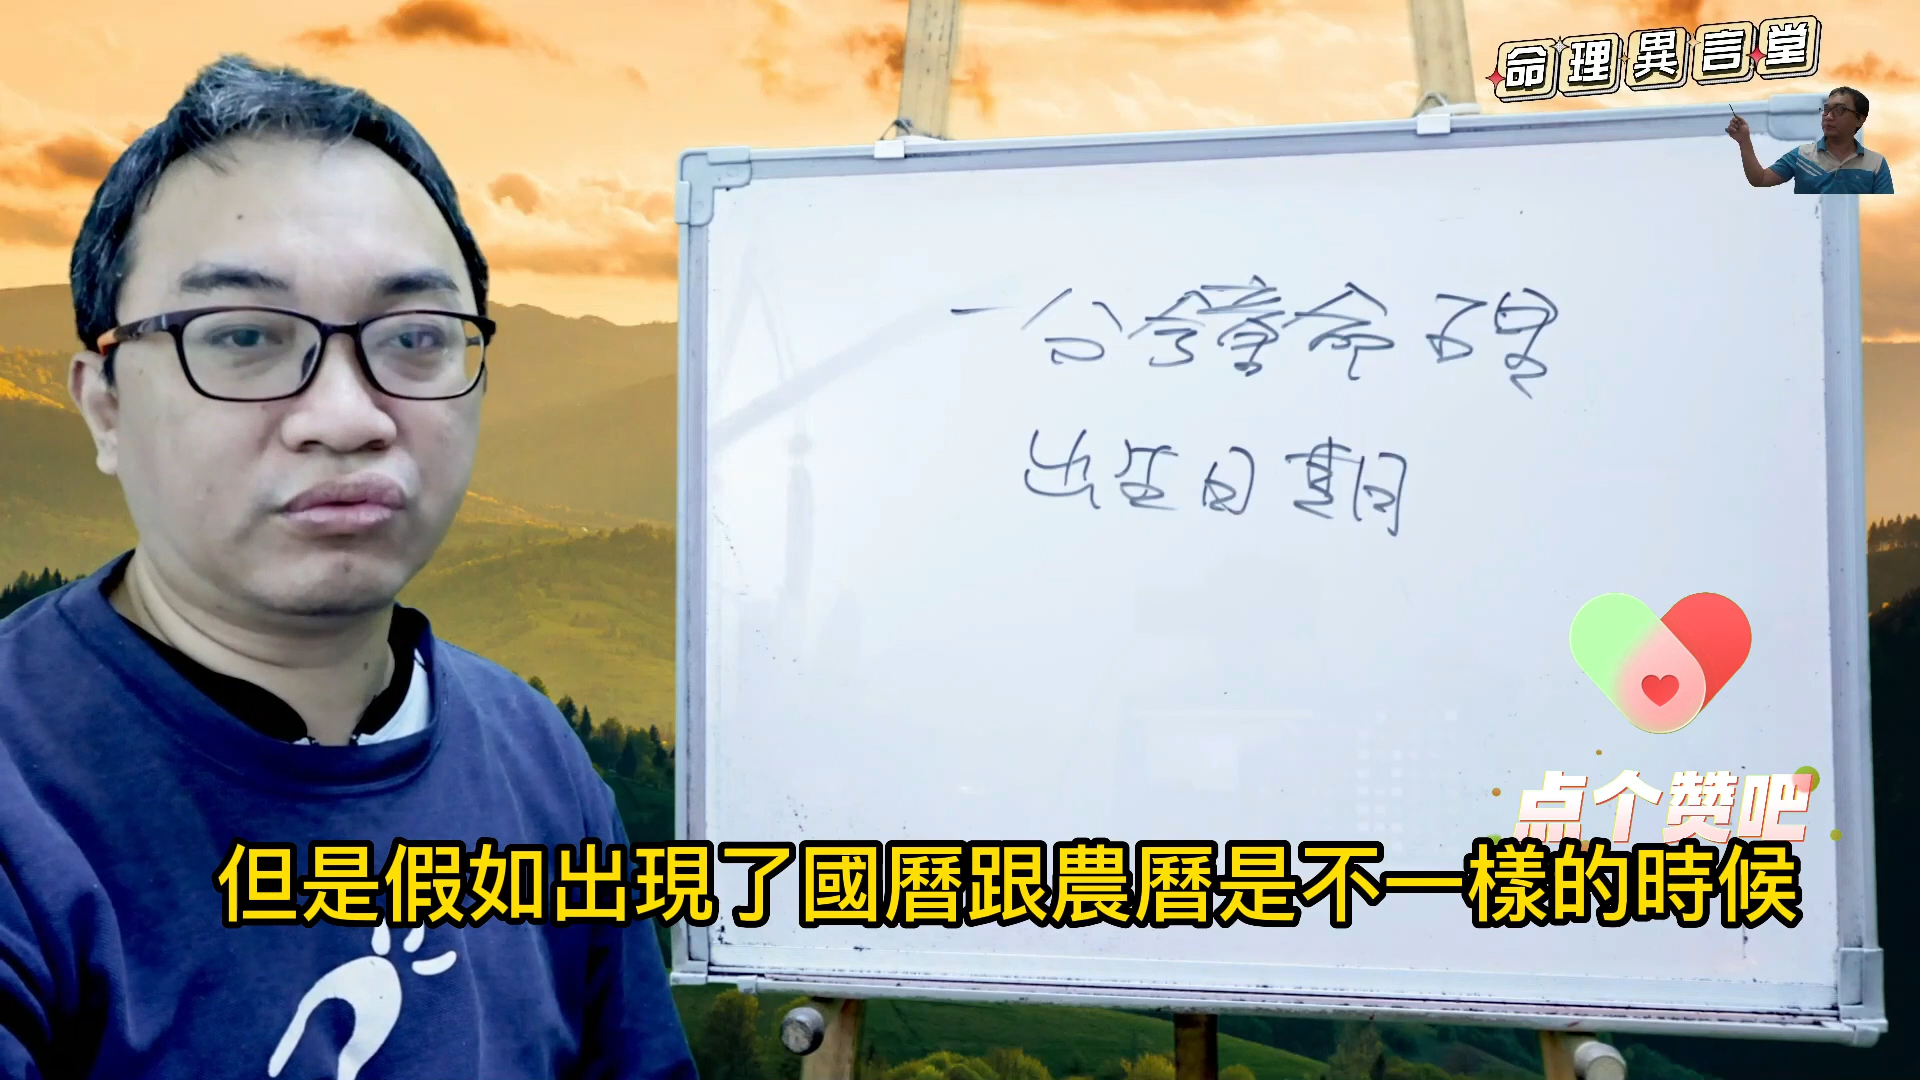 命理異言堂
一分鐘命理
出生日期
点个赞吧
但是假如出現了國曆跟農曆是不一樣的時候